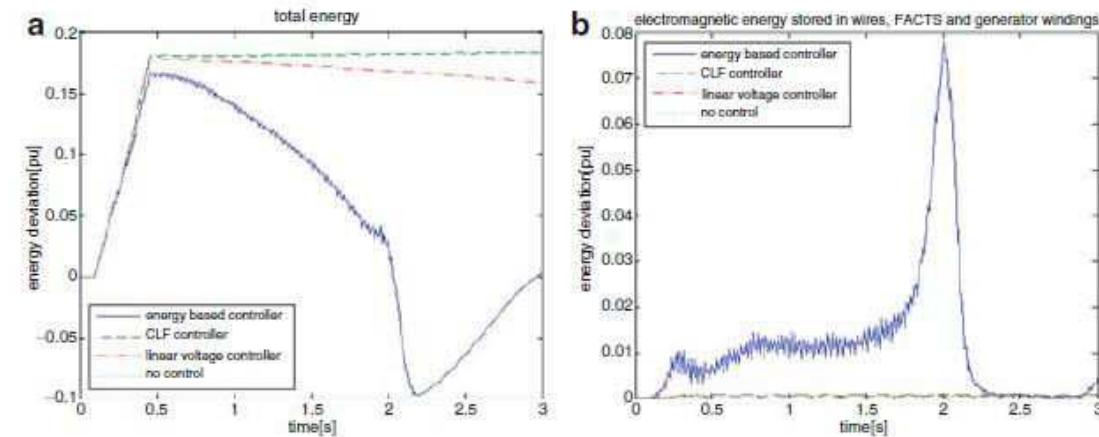 a
total energy
0.2
0.15
0.1
0.05
0
−0.05
−0.1
energy deviation[pu]
energy based controller
CLF controller
linear voltage controller
no control
0
0.5
1
1.5
2
2.5
3
time[s]
b
electromagnetic energy stored in wires, FACTS and generator windings
0.08
0.07
0.06
0.05
0.04
0.03
0.02
0.01
0
energy deviation[pu]
energy based controller
CLF controller
linear voltage controller
no control
0
0.5
1
1.5
2
2.5
3
time[s]